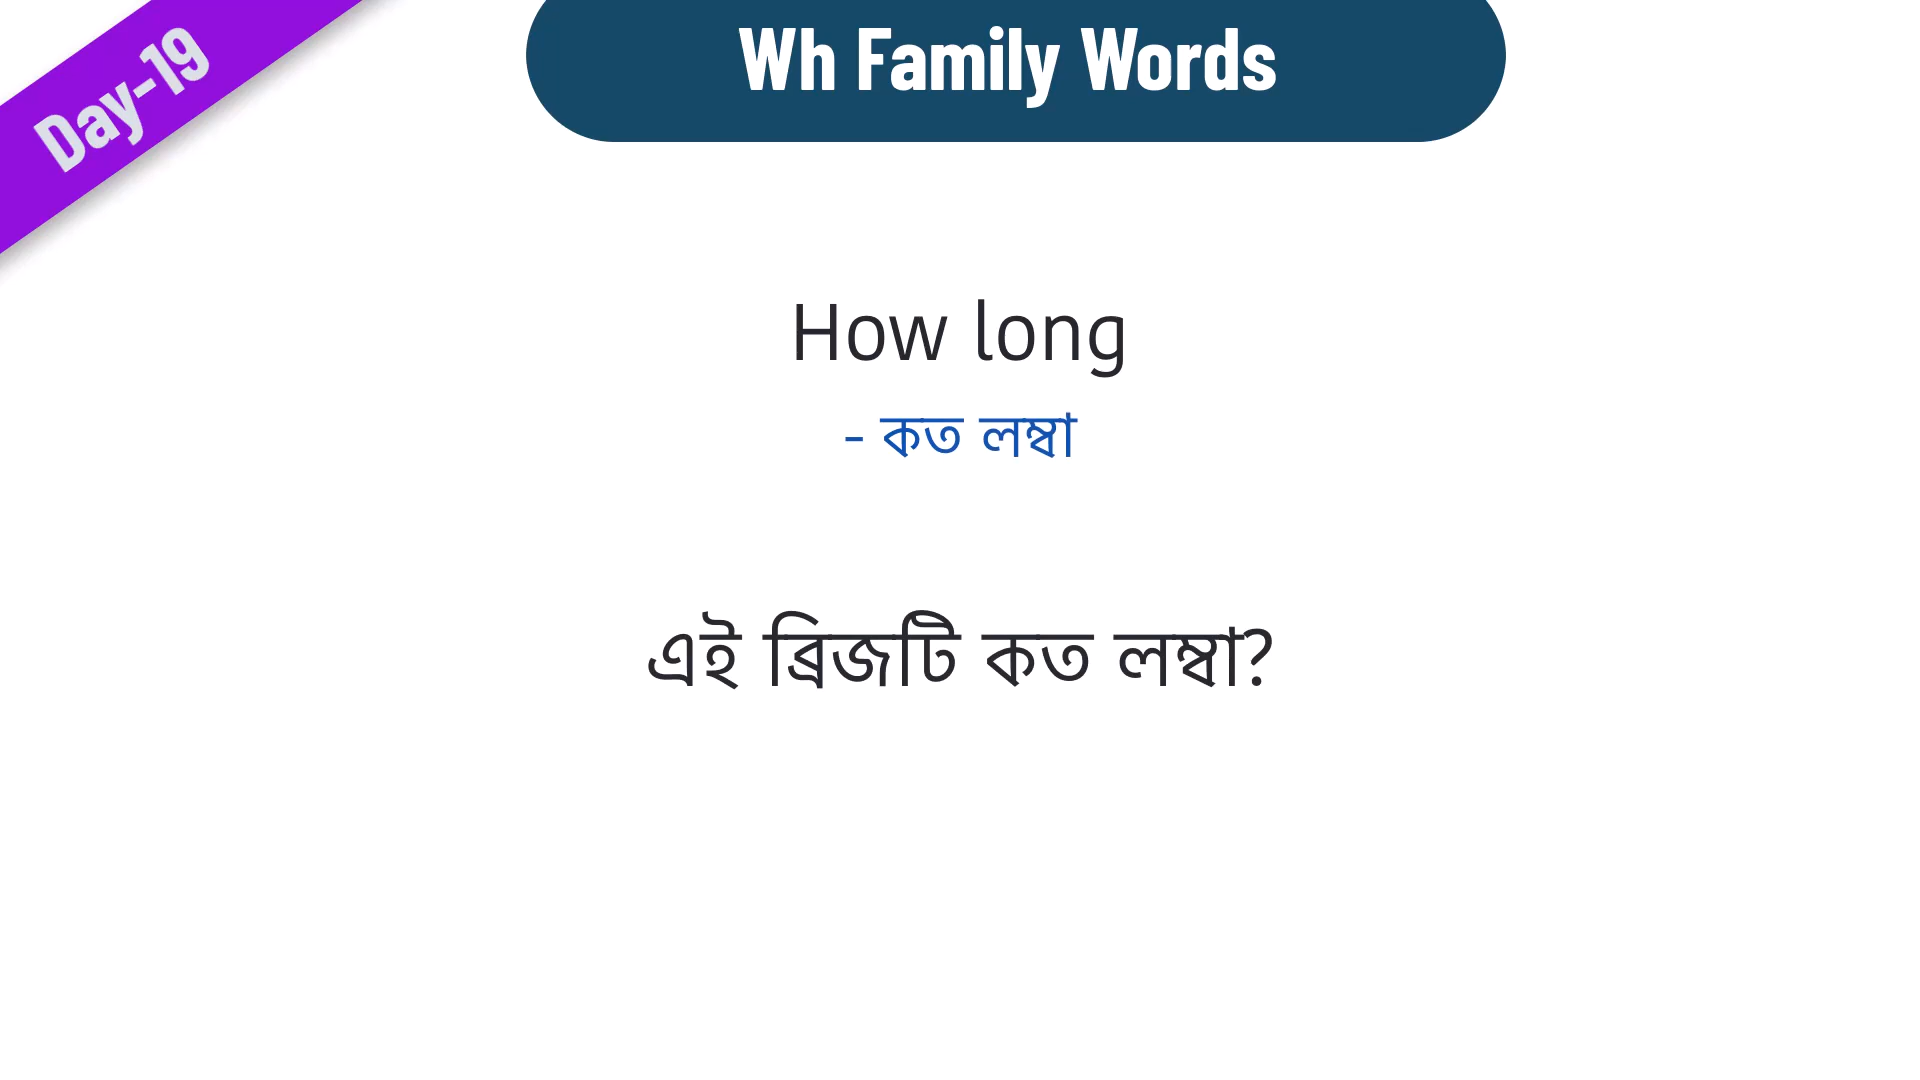 Day-19
Wh Family Words
How long
- কত লম্বা
এই ব্রিজটি কত লম্বা?